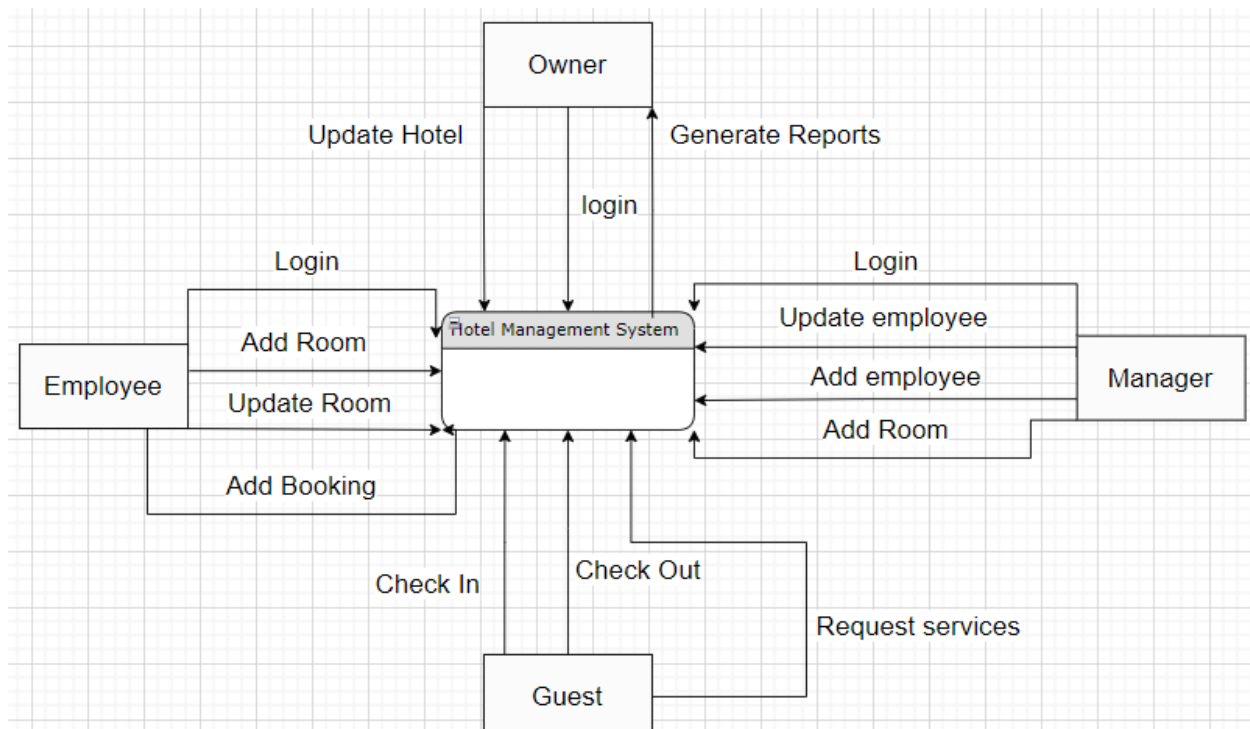 Owner
Update Hotel
Generate Reports
login
Login
Login
Hotel Management System
Update employee
Add Room
Employee
Manager
Add employee
Update Room
Add Room
Add Booking
Check In
Check Out
Request services
Guest